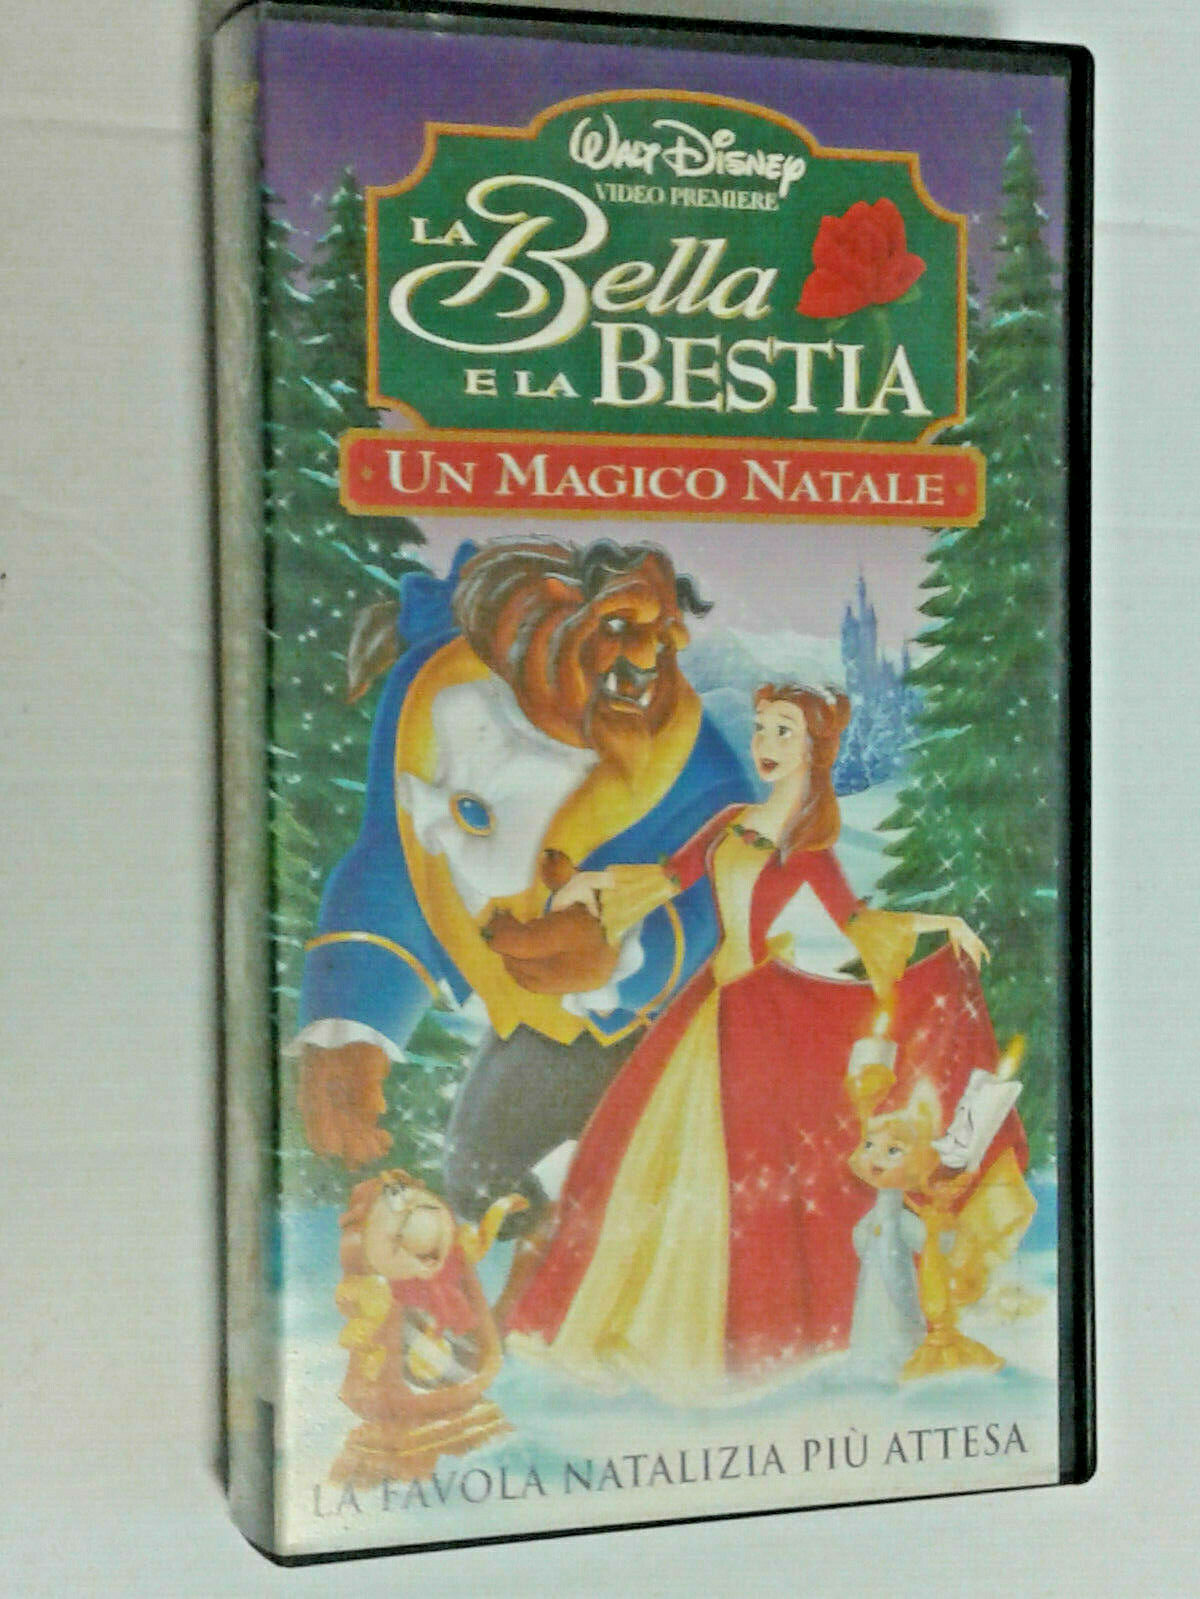 WALT DISNEY
VIDEO PREMIERE
LA Bella
E LA BESTIA
UN MAGICO NATALE
LA FAVOLA NATALIZIA PIÙ ATTESA